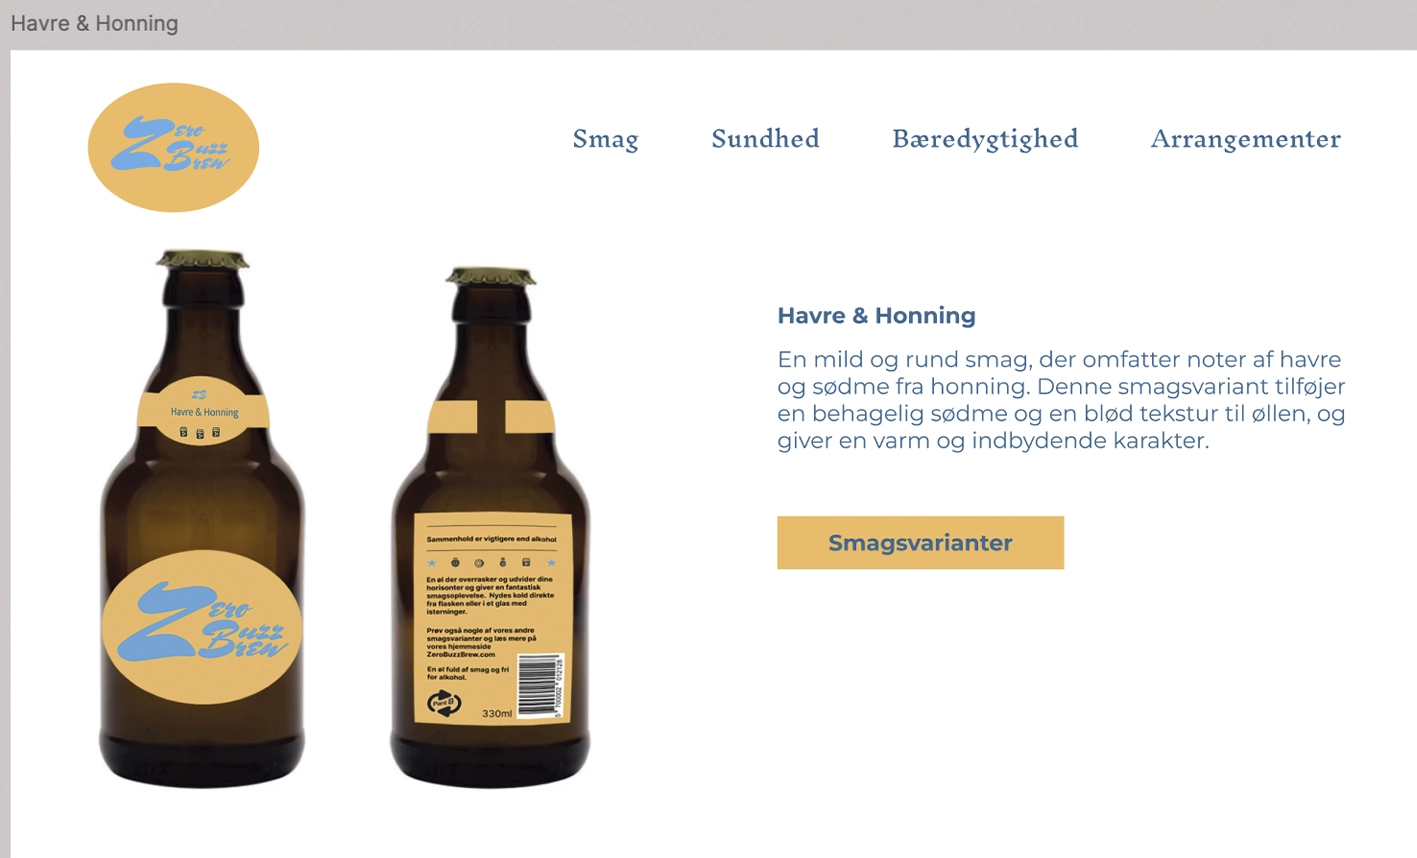 Havre & Honning
Zero
Buzz
Brew
Smag Sundhed Bæredygtighed Arrangementer
ZB
Havre & Honning
Zero
Buzz
Brew
Sammenhold er vigtigere end alkohol
En øl der overrasker og udvider dine
horisonter og giver en fantastisk
smagsoplevelse. Nydes kold direkte
fra flasken eller i et glas med
isterninger.
Prøv også nogle af vores andre
smagsvarianter og læs mere på
vores hjemmeside
ZeroBuzzBrew.com
En øl fuld af smag og fri
for alkohol.
Pant B
330ml
5 700002 012128
Havre & Honning
En mild og rund smag, der omfatter noter af havre
og sødme fra honning. Denne smagsvariant tilføjer
en behagelig sødme og en blød tekstur til øllen, og
giver en varm og indbydende karakter.
Smagsvarianter